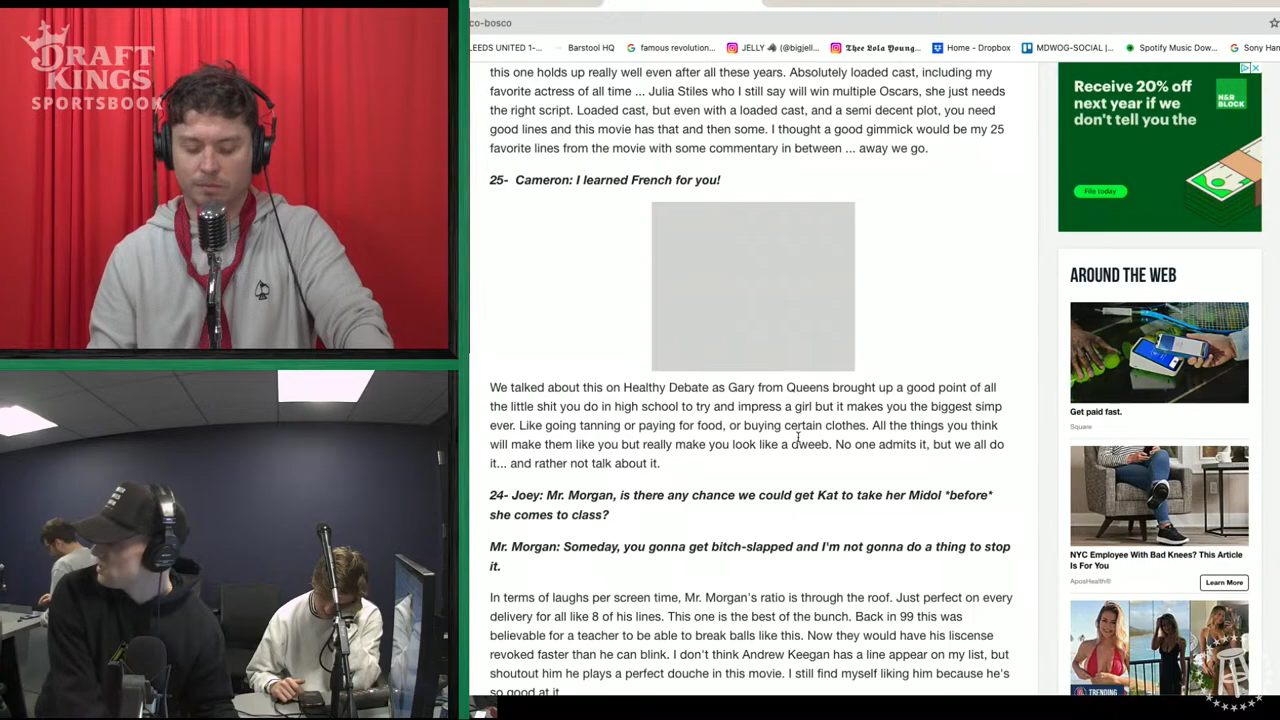 DRAFT
KINGS
SPORTSBOOK
co-bosco
LEEDS UNITED 1-...
Barstool HQ
famous revolution...
JELLY (@bigjell...
𝕿𝖍𝖊𝖊 𝕷𝖔𝖑𝖆 𝖄𝖔𝖚𝖓𝖌...
Home - Dropbox
MDWOG-SOCIAL |...
Spotify Music Dow...
Sony Han
this one holds up really well even after all these years. Absolutely loaded cast, including my
favorite actress of all time ... Julia Stiles who I still say will win multiple Oscars, she just needs
the right script. Loaded cast, but even with a loaded cast, and a semi decent plot, you need
good lines and this movie has that and then some. I thought a good gimmick would be my 25
favorite lines from the movie with some commentary in between ... away we go.
25- Cameron: I learned French for you!
We talked about this on Healthy Debate as Gary from Queens brought up a good point of all
the little shit you do in high school to try and impress a girl but it makes you the biggest simp
ever. Like going tanning or paying for food, or buying certain clothes. All the things you think
will make them like you but really make you look like a dweeb. No one admits it, but we all do
it... and rather not talk about it.
24- Joey: Mr. Morgan, is there any chance we could get Kat to take her Midol *before*
she comes to class?
Mr. Morgan: Someday, you gonna get bitch-slapped and I'm not gonna do a thing to stop
it.
In terms of laughs per screen time, Mr. Morgan's ratio is through the roof. Just perfect on every
delivery for all like 8 of his lines. This one is the best of the bunch. Back in 99 this was
believable for a teacher to be able to break balls like this. Now they would have his liscense
revoked faster than he can blink. I don't think Andrew Keegan has a line appear on my list, but
shoutout him he plays a perfect douche in this movie. I still find myself liking him because he's
so good at it
Receive 20% off
next year if we
don't tell you the
H&R
BLOCK
File today
AROUND THE WEB
Get paid fast.
Square
NYC Employee With Bad Knees? This Article
Is For You
AposHealth®
Learn More
TRENDING